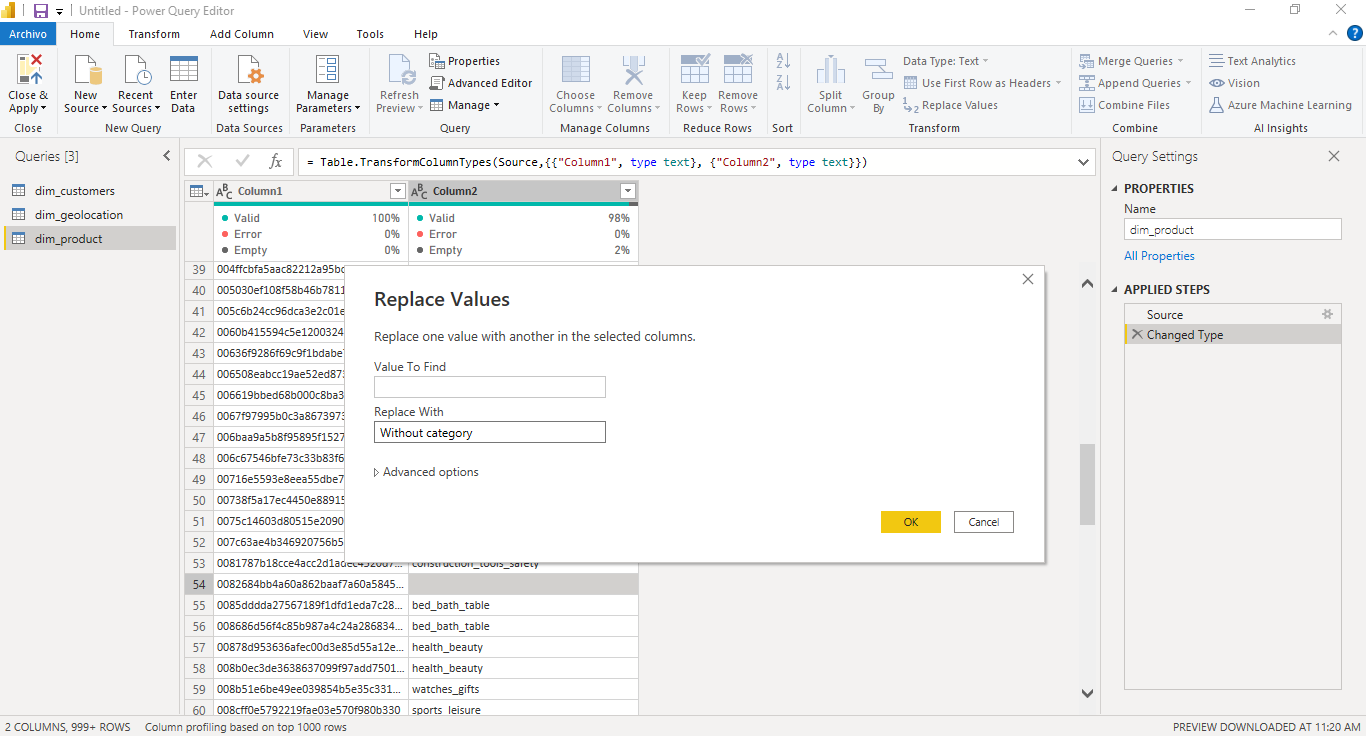 Untitled - Power Query Editor
Archivo Home Transform Add Column View Tools Help
Close & Apply
Close
New Source
Recent Sources
Enter Data
New Query
Data source settings
Data Sources
Manage Parameters
Parameters
Refresh Preview
Properties
Advanced Editor
Manage
Query
Choose Columns
Remove Columns
Manage Columns
Keep Rows
Remove Rows
Reduce Rows
Sort
Split Column
Group By
Data Type: Text
Use First Row as Headers
Replace Values
Transform
Merge Queries
Append Queries
Combine Files
Combine
Text Analytics
Vision
Azure Machine Learning
AI Insights
Queries [3]
dim_customers
dim_geolocation
dim_product
fx
= Table.TransformColumnTypes(Source,{{"Column1", type text}, {"Column2", type text}})
ABC Column1 ABC Column2
Valid 100% Valid 98%
Error 0% Error 0%
Empty 0% Empty 2%
39 004ffcbfa5aac82212a95bc
40 005030ef108f58b46b7811
41 005c6b24cc96dca3e2c01e
42 0060b415594c5e1200324
43 00636f9286f69c9f1bdabe
44 006508eabcc19ae52ed87
45 006619bbed68b000c8ba3
46 0067f97995b0c3a867397
47 006baa9a5b8f95895f1527
48 006c67546bfe73c33b83f6
49 00716e5593e8eea55dbe7
50 00738f5a17ec4450e88915
51 0075c14603d80515e2090
52 007c63ae4b346920756b5
53 0081787b18cce4acc2d1adec4520d7... construction_tools_safety
54 0082684bb4a60a862baaf7a60a5845...
55 0085dddda27567189f1dfd1eda7c28... bed_bath_table
56 008686d56f4c85b987a4c24a286834... bed_bath_table
57 00878d953636afec00d3e85d55a12e... health_beauty
58 008b0ec3de3638637099f97add7501... health_beauty
59 008b51e6be49ee039854b5e35c331... watches_gifts
60 008cff0e5792219fae03e570f980b330 sports_leisure
Replace Values
Replace one value with another in the selected columns.
Value To Find
Replace With
Without category
Advanced options
OK Cancel
Query Settings
PROPERTIES
Name
dim_product
All Properties
APPLIED STEPS
Source
Changed Type
2 COLUMNS, 999+ ROWS Column profiling based on top 1000 rows
PREVIEW DOWNLOADED AT 11:20 AM